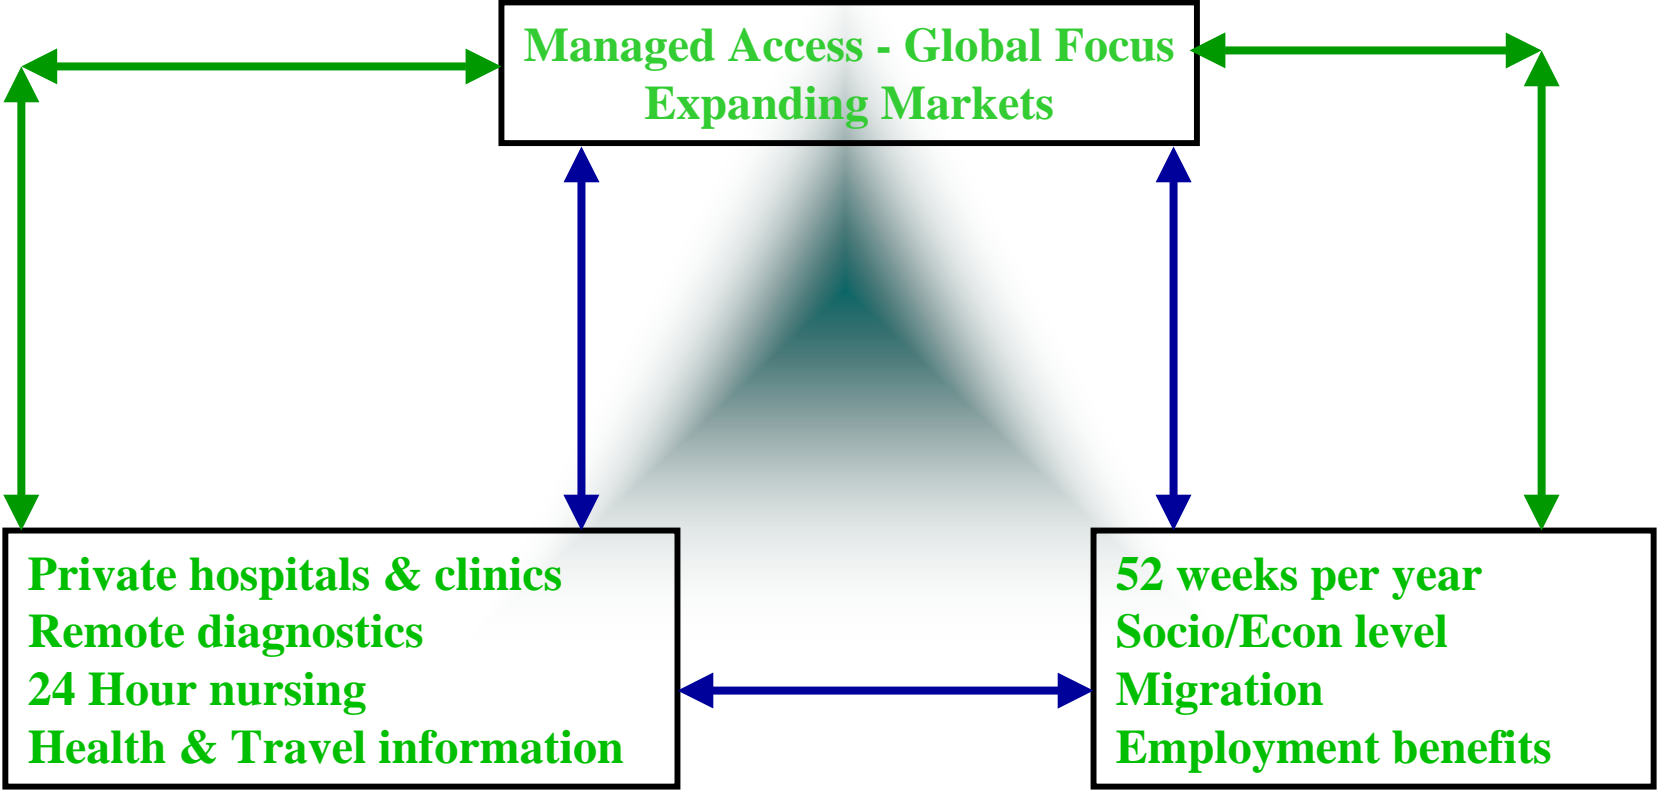 Managed Access - Global Focus
Expanding Markets
Private hospitals & clinics
Remote diagnostics
24 Hour nursing
Health & Travel information
52 weeks per year
Socio/Econ level
Migration
Employment benefits